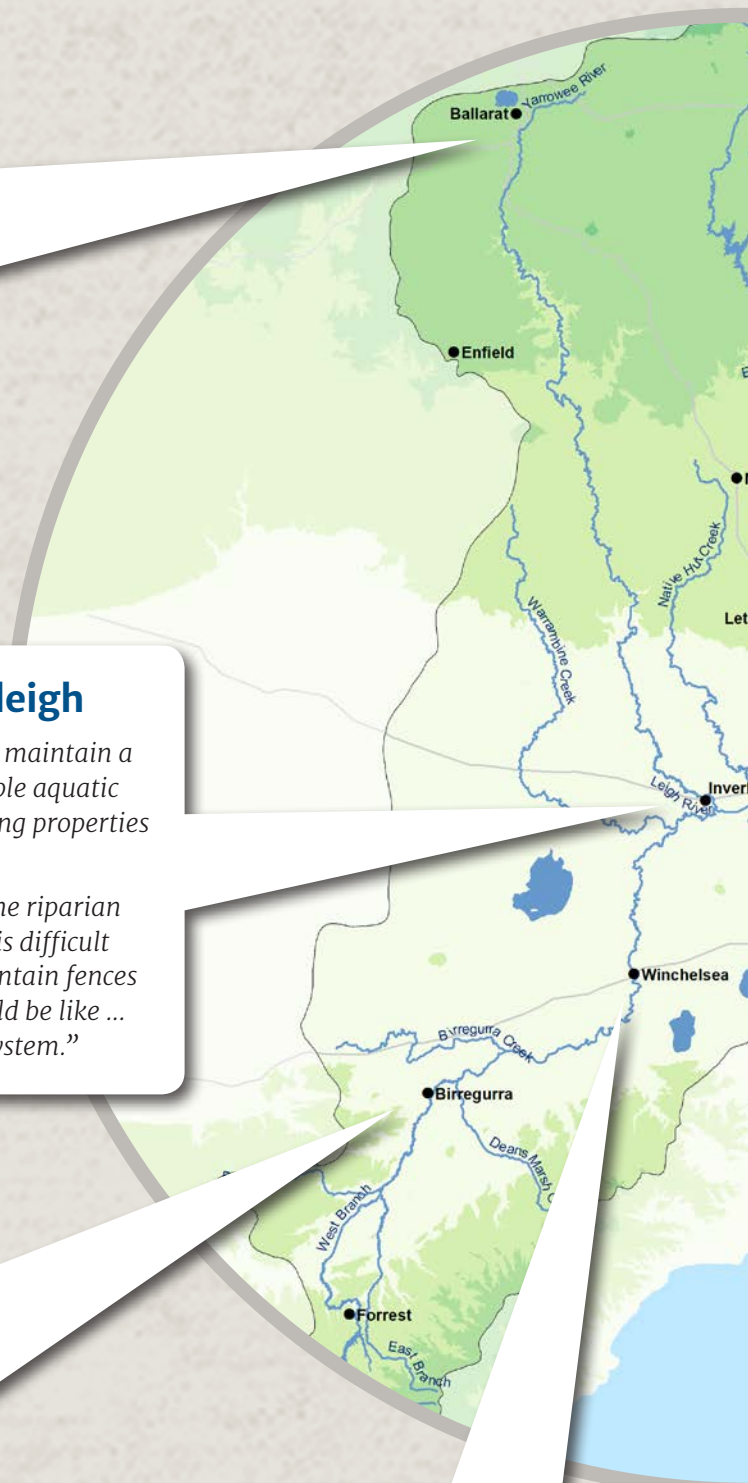 Yarrowee River
Ballarat
Enfield
Native Hut Creek
Warrambine Creek
Let
leigh
maintain a
ple aquatic
ng properties
Inver
Leigh River
ne riparian
is difficult
ntain fences
ld be like ...
ystem.”
Winchelsea
Birregurra Creek
Birregurra
Deans Marsh C
West Branch
Forrest
East Branch